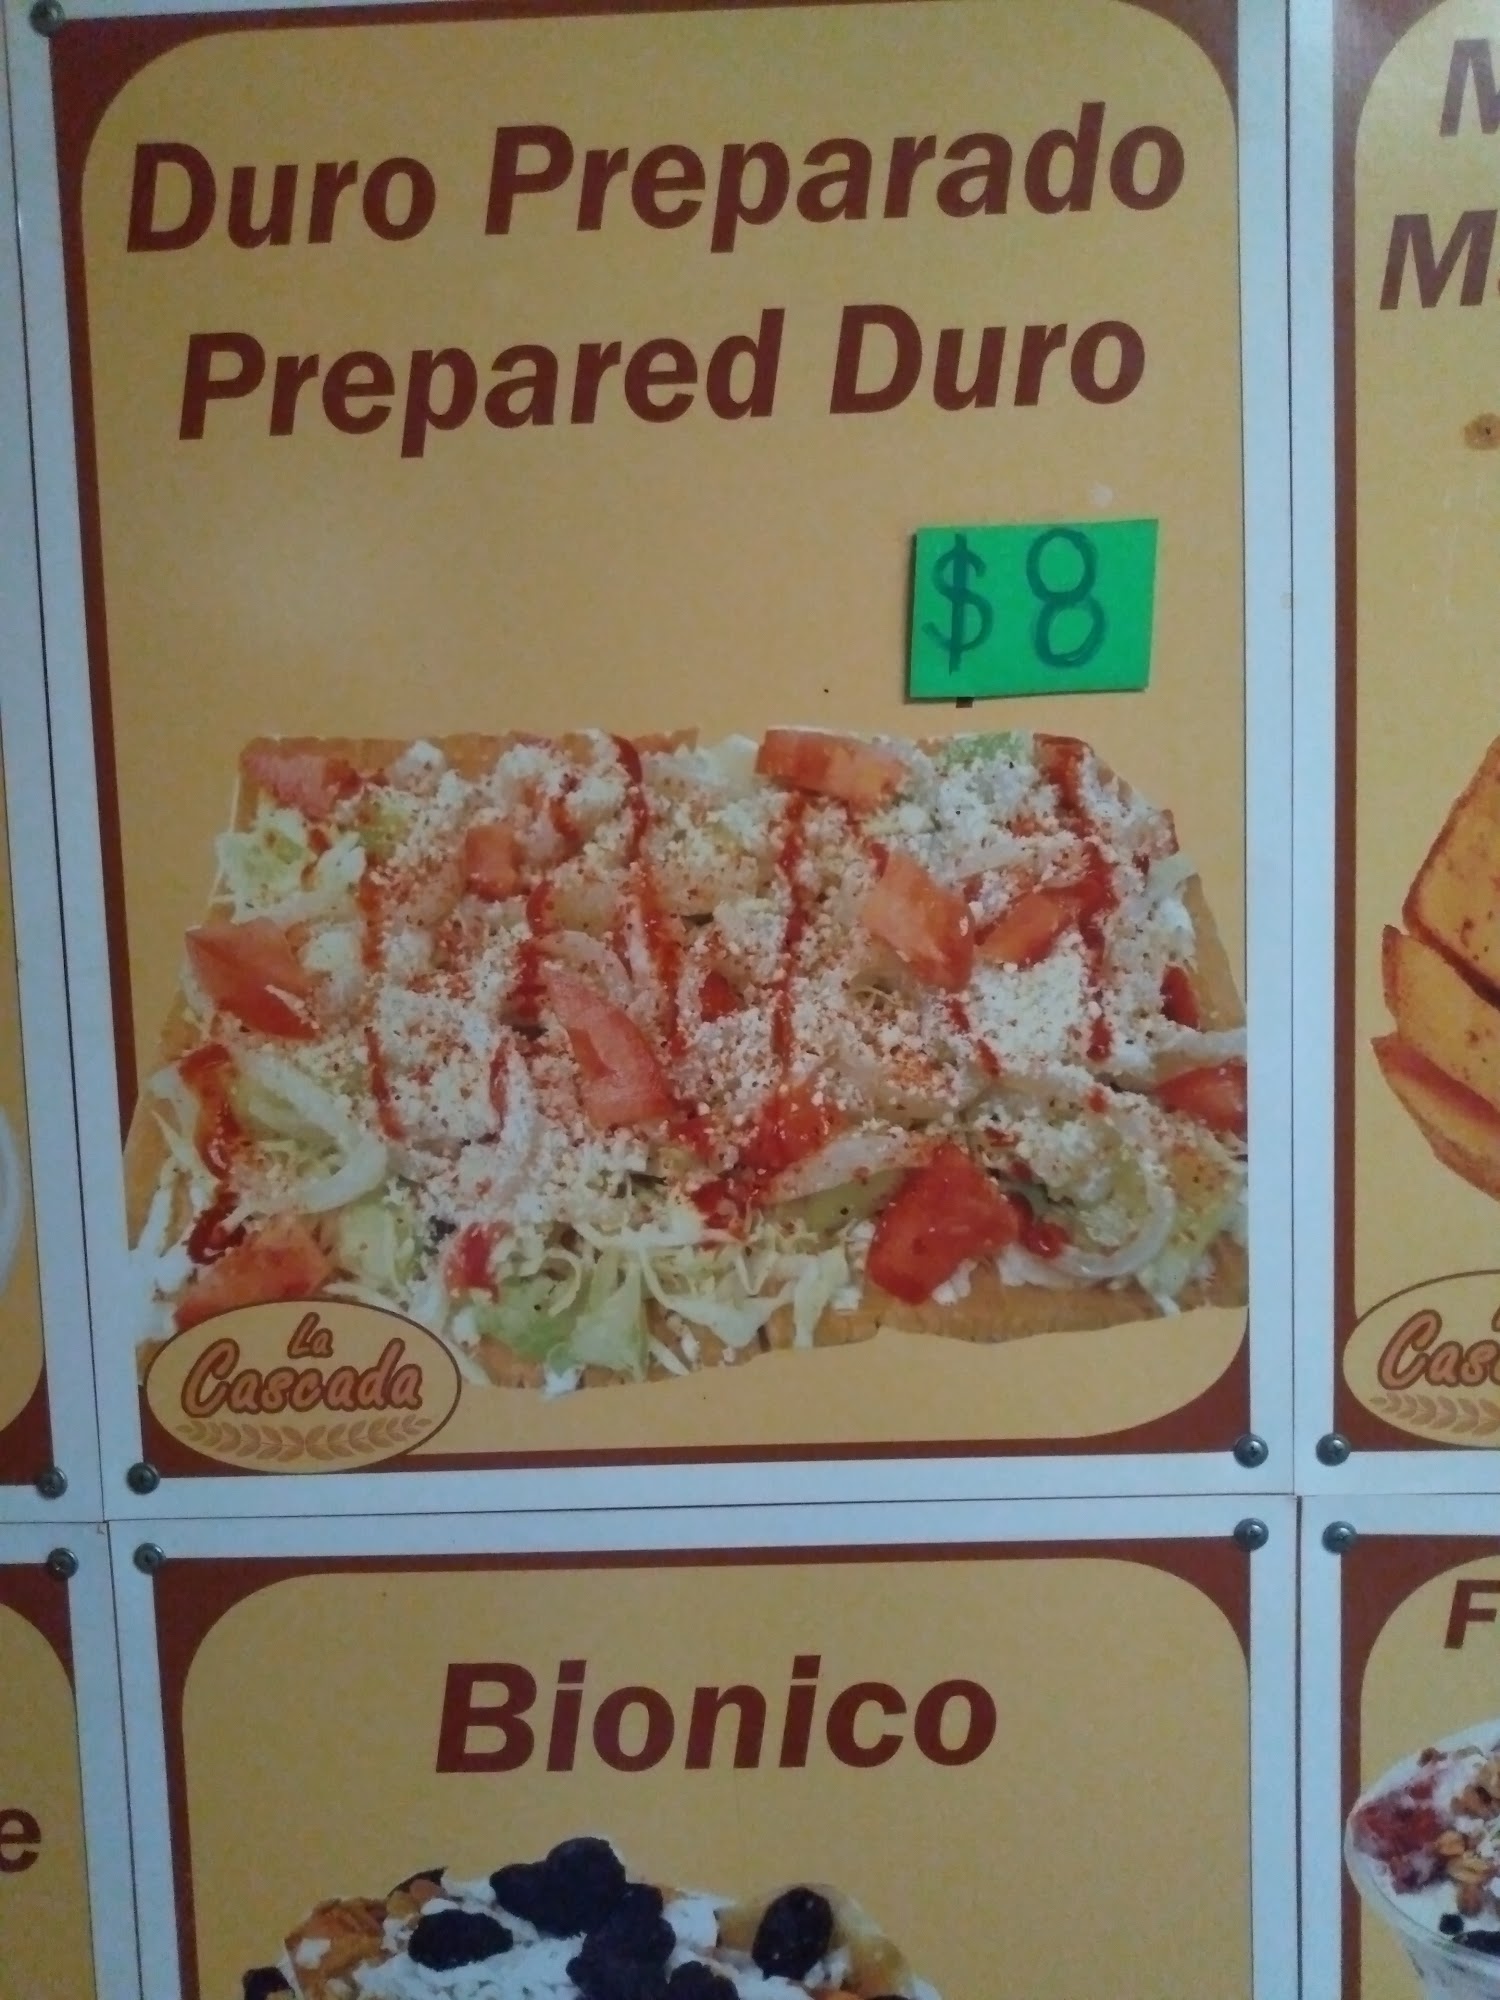 Duro Preparado
Prepared Duro
$8
La
Cascada
Bionico